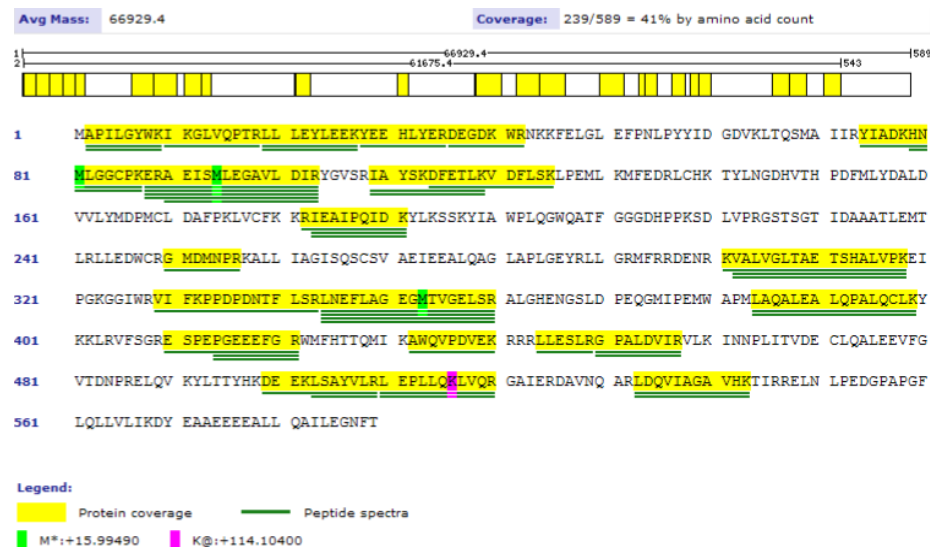 Avg Mass: 66929.4 Coverage: 239/589 = 41% by amino acid count
1 66929.4 589
2 61675.4 543
1 MAPILGYWKI KGLVQPTRLL LEYLEEKYEE HLYERDEGDK WRNKKFELGL EFPNLPYYID GDVKLTQSMA IIRYIADKHN
81 MLGGCPKERA EISMLEGAVL DIRYGVSRIA YSKDFETLKV DFLSKLPEML KMFEDRLCHK TYLNGDHVTH PDFMLYDALD
161 VVLYMDPMCL DAFPKLVCFK KRIEAIPQID KYLKSSKYIA WPLQGWQATF GGGDHPPKSD LVPRGSTSGT IDAAATLEMT
241 LRLLEDWCRG MDMNPRKALL IAGISQSCSV AEIEEALQAG LAPLGEYRLL GRMFRRDENR KVALVGLTAE TSHALVPKEI
321 PGKGGIWRVI FKPPDPDNTF LSRLNEFLAG EGMTVGELSR ALGHENGSLD PEQGMIPEMW APMLAQALEA LQPALQCLKY
401 KKLRVFSGRE SPEPGEEEFG RWMFHTTQMI KAWQVPDVEK RRRLLESLRG PALDVIRVLK INNPLITVDE CLQALEEVFG
481 VTDNPRELQV KYLTTYHKDE EKLSAYVLRL EPLLQKLVQR GAIERDAVNQ ARLDQVIAGA VHKTIRRELN LPEDGPAPGF
561 LQLLVLIKDY EAAEEEEALL QAILEGNFT
Legend:
Protein coverage Peptide spectra
M*:+15.99490 K@:+114.10400